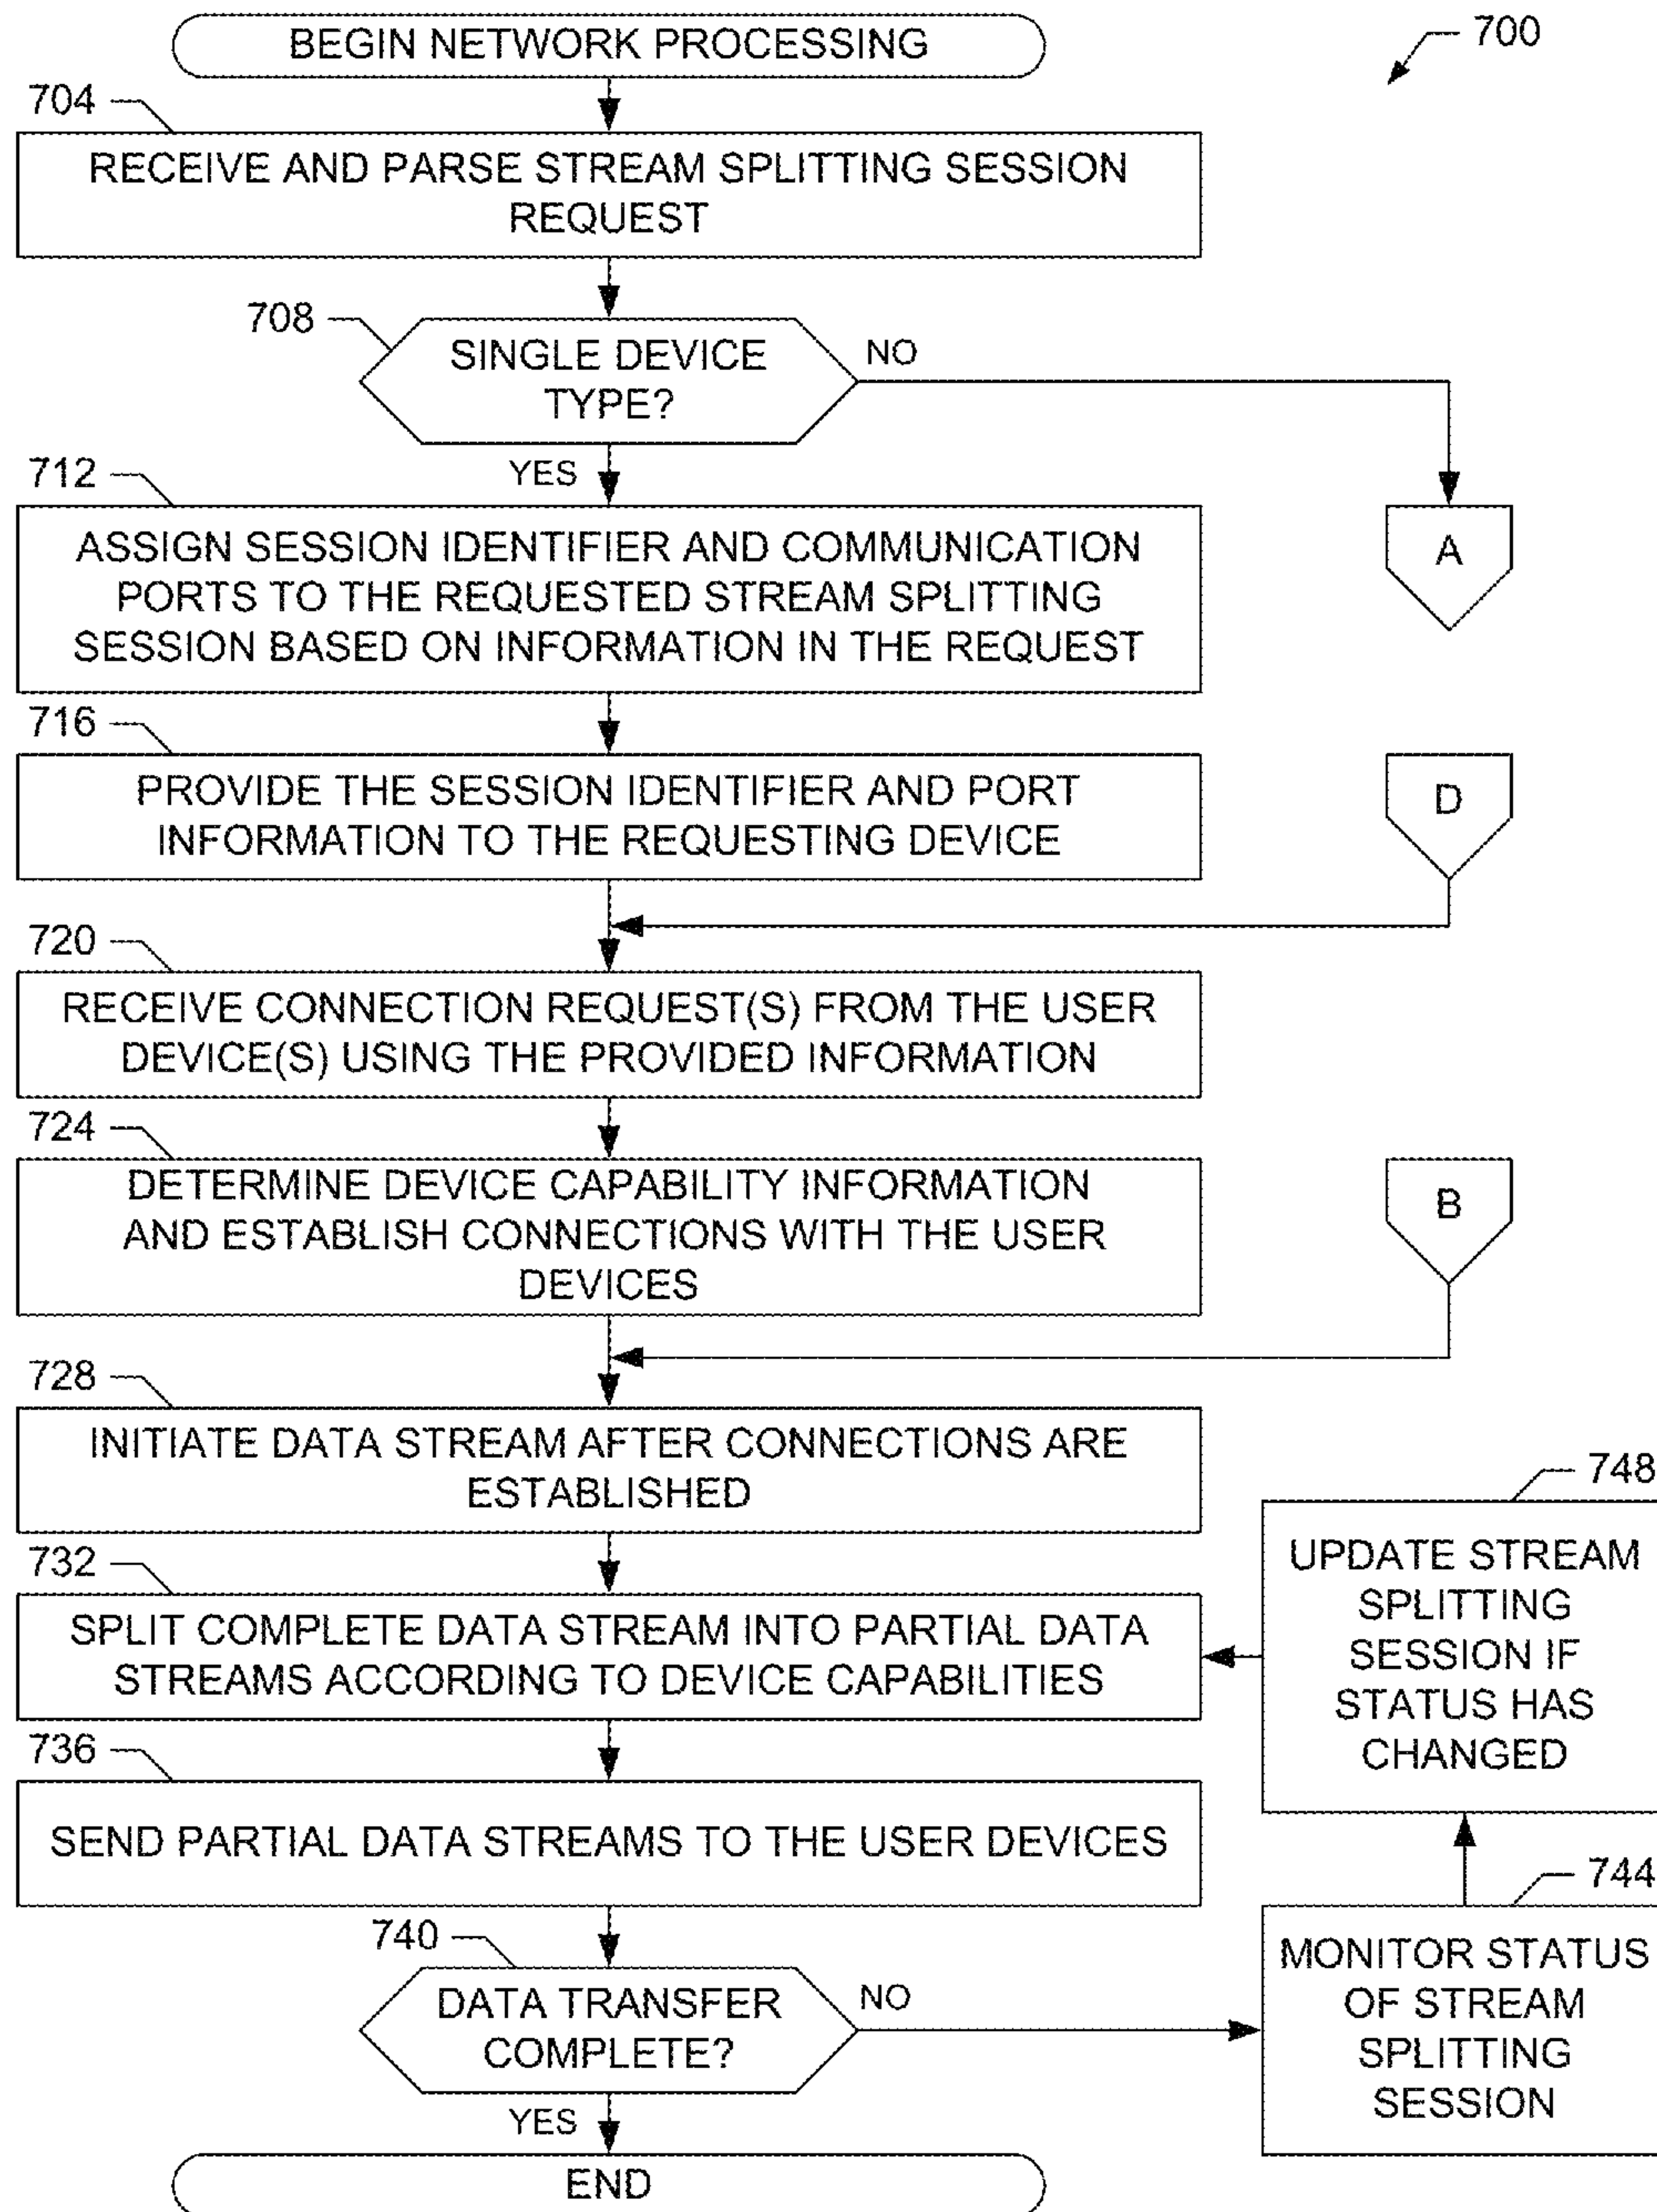 BEGIN NETWORK PROCESSING
700
704
RECEIVE AND PARSE STREAM SPLITTING SESSION
REQUEST
708
SINGLE DEVICE
TYPE?
NO
YES
712
ASSIGN SESSION IDENTIFIER AND COMMUNICATION
PORTS TO THE REQUESTED STREAM SPLITTING
SESSION BASED ON INFORMATION IN THE REQUEST
A
716
PROVIDE THE SESSION IDENTIFIER AND PORT
INFORMATION TO THE REQUESTING DEVICE
D
720
RECEIVE CONNECTION REQUEST(S) FROM THE USER
DEVICE(S) USING THE PROVIDED INFORMATION
724
DETERMINE DEVICE CAPABILITY INFORMATION
AND ESTABLISH CONNECTIONS WITH THE USER
DEVICES
B
728
INITIATE DATA STREAM AFTER CONNECTIONS ARE
ESTABLISHED
732
SPLIT COMPLETE DATA STREAM INTO PARTIAL DATA
STREAMS ACCORDING TO DEVICE CAPABILITIES
736
SEND PARTIAL DATA STREAMS TO THE USER DEVICES
740
DATA TRANSFER
COMPLETE?
NO
YES
END
748
UPDATE STREAM
SPLITTING
SESSION IF
STATUS HAS
CHANGED
744
MONITOR STATUS
OF STREAM
SPLITTING
SESSION